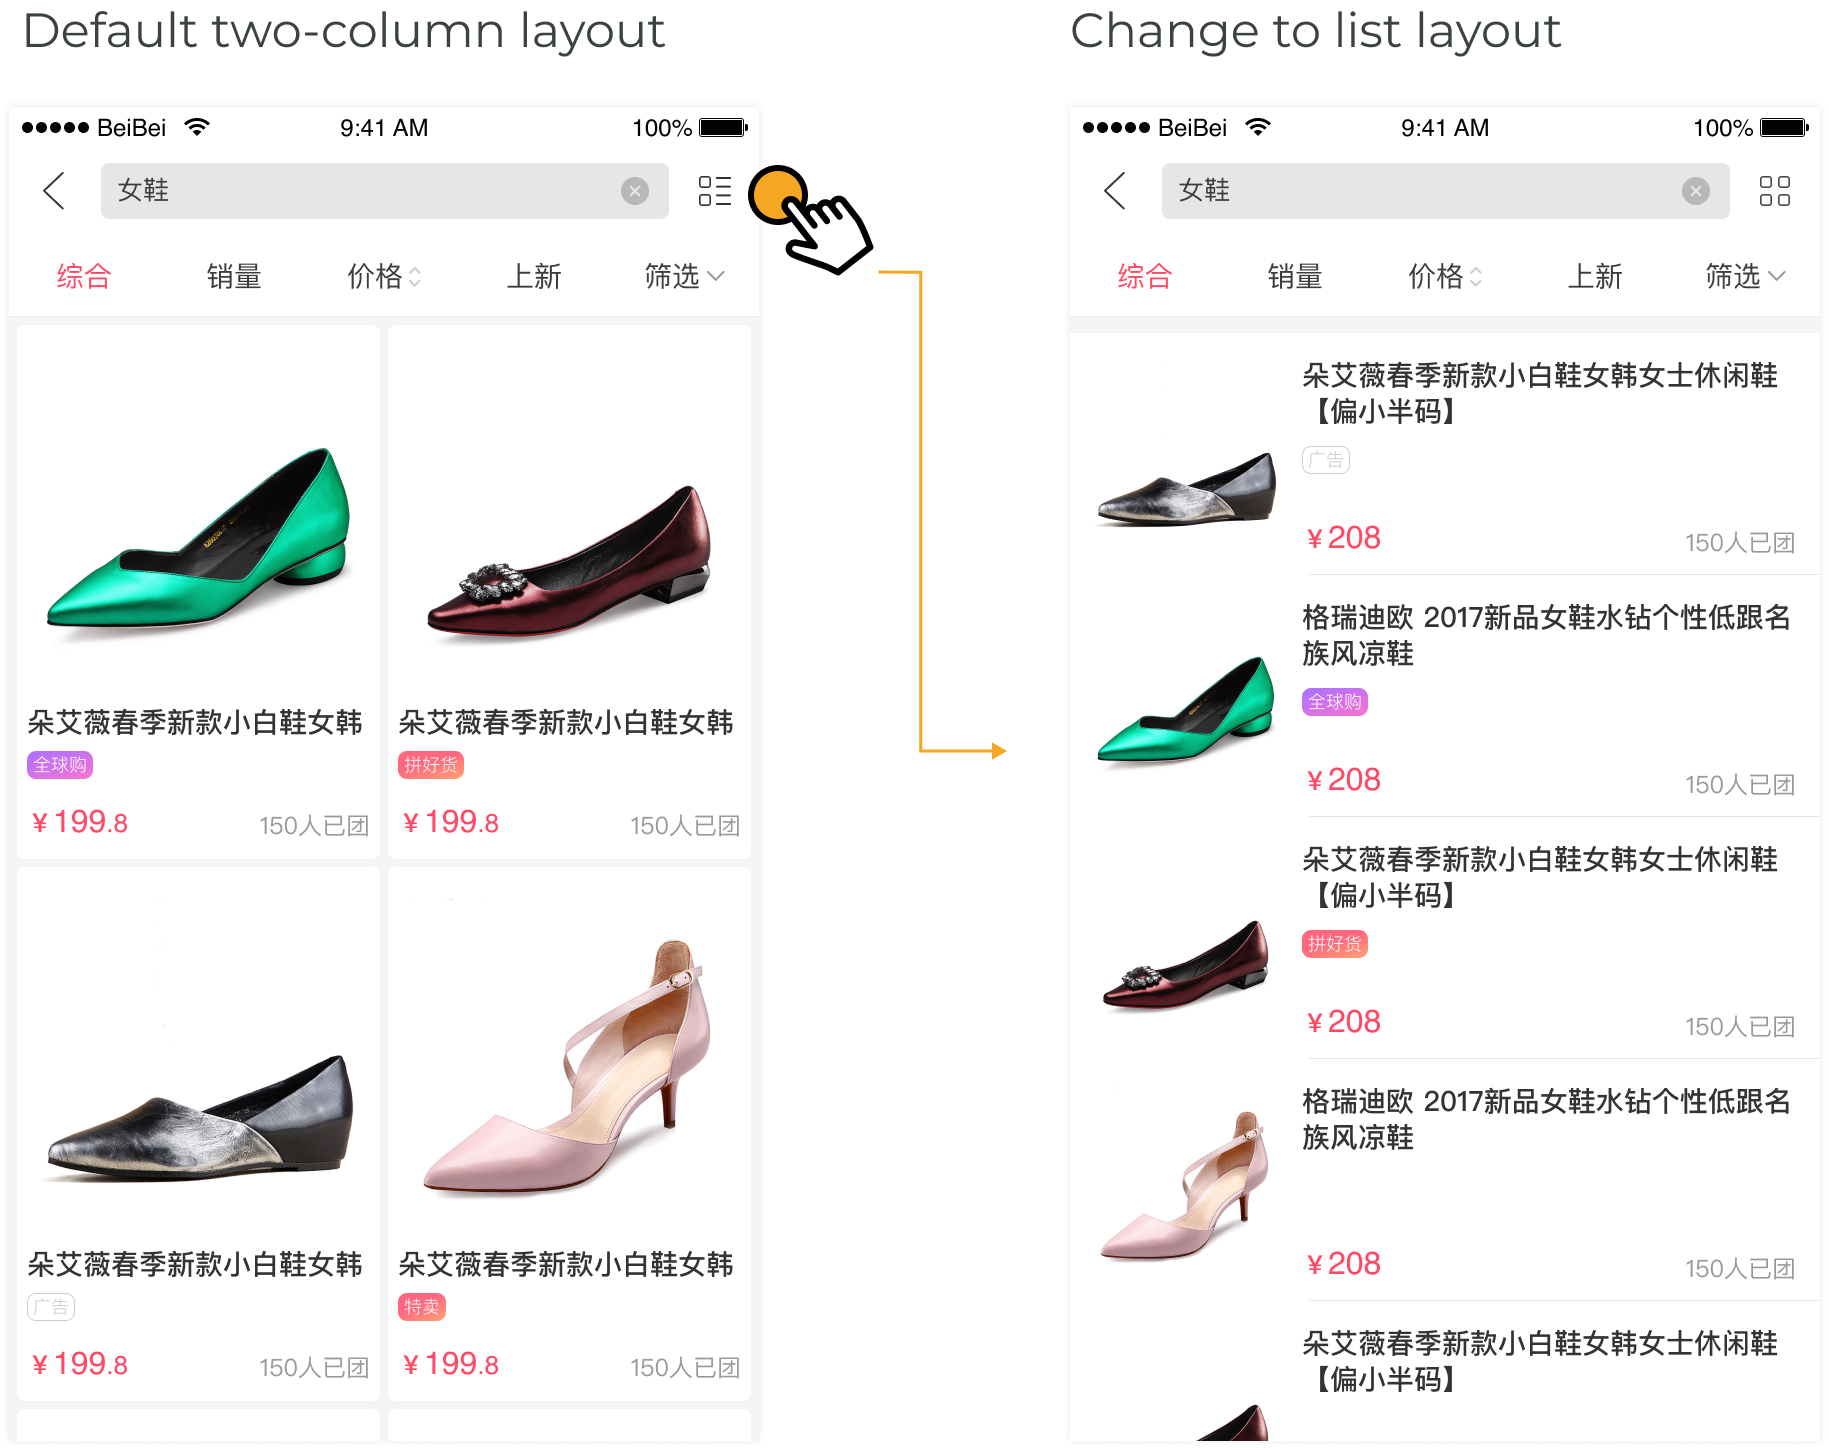 Default two-column layout
BeiBei 9:41 AM 100%
女鞋
综合 销量 价格 上新 筛选
朵艾薇春季新款小白鞋女韩
全球购
¥199.8 150人已团
朵艾薇春季新款小白鞋女韩
拼好货
¥199.8 150人已团
朵艾薇春季新款小白鞋女韩
广告
¥199.8 150人已团
朵艾薇春季新款小白鞋女韩
特卖
¥199.8 150人已团
Change to list layout
BeiBei 9:41 AM 100%
女鞋
综合 销量 价格 上新 筛选
朵艾薇春季新款小白鞋女韩女士休闲鞋
【偏小半码】
广告
¥208 150人已团
格瑞迪欧 2017新品女鞋水钻个性低跟名
族风凉鞋
全球购
¥208 150人已团
朵艾薇春季新款小白鞋女韩女士休闲鞋
【偏小半码】
拼好货
¥208 150人已团
格瑞迪欧 2017新品女鞋水钻个性低跟名
族风凉鞋
¥208 150人已团
朵艾薇春季新款小白鞋女韩女士休闲鞋
【偏小半码】